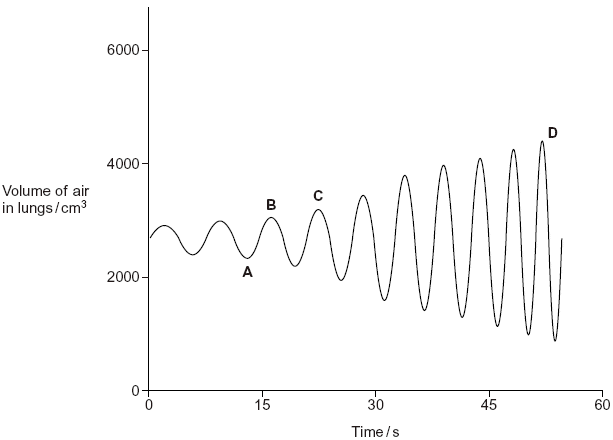 6000
D
4000
Volume of air
in lungs / cm³
B
C
A
2000
0
0 15 30 45 60
Time / s